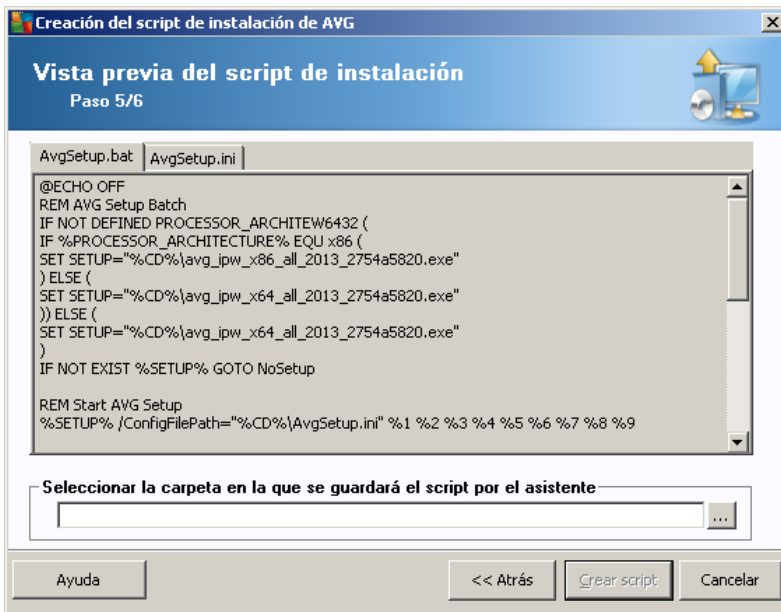 Creación del script de instalación de AVG
Vista previa del script de instalación
Paso 5/6
AvgSetup.bat AvgSetup.ini
@ECHO OFF
REM AVG Setup Batch
IF NOT DEFINED PROCESSOR_ARCHITEW6432 (
IF %PROCESSOR_ARCHITECTURE% EQU x86 (
SET SETUP="%CD%\avg_ipw_x86_all_2013_2754a5820.exe"
) ELSE (
SET SETUP="%CD%\avg_ipw_x64_all_2013_2754a5820.exe"
)) ELSE (
SET SETUP="%CD%\avg_ipw_x64_all_2013_2754a5820.exe"
)
IF NOT EXIST %SETUP% GOTO NoSetup
REM Start AVG Setup
%SETUP% /ConfigFilePath="%CD%\AvgSetup.ini" %1 %2 %3 %4 %5 %6 %7 %8 %9
Seleccionar la carpeta en la que se guardará el script por el asistente
...
Ayuda << Atrás Crear script Cancelar